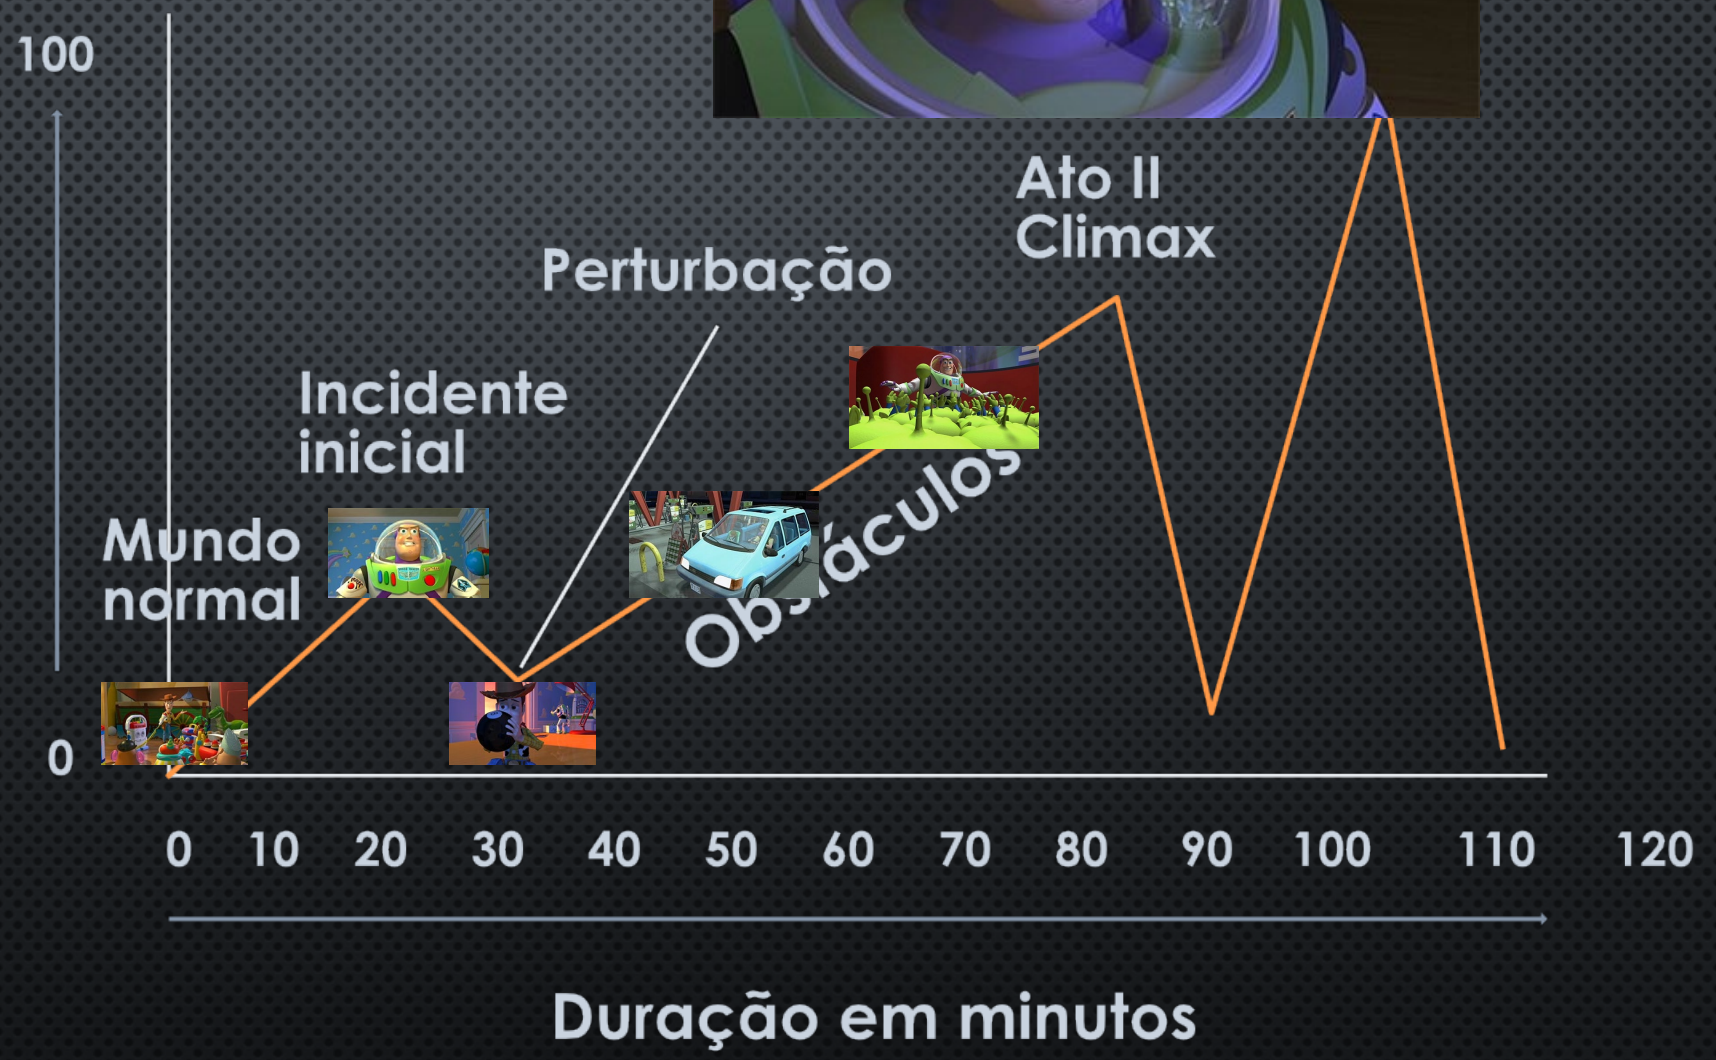 100
Ato II
Climax
Perturbação
Incidente
inicial
Mundo
normal
Obstáculos
0
0 10 20 30 40 50 60 70 80 90 100 110 120
Duração em minutos